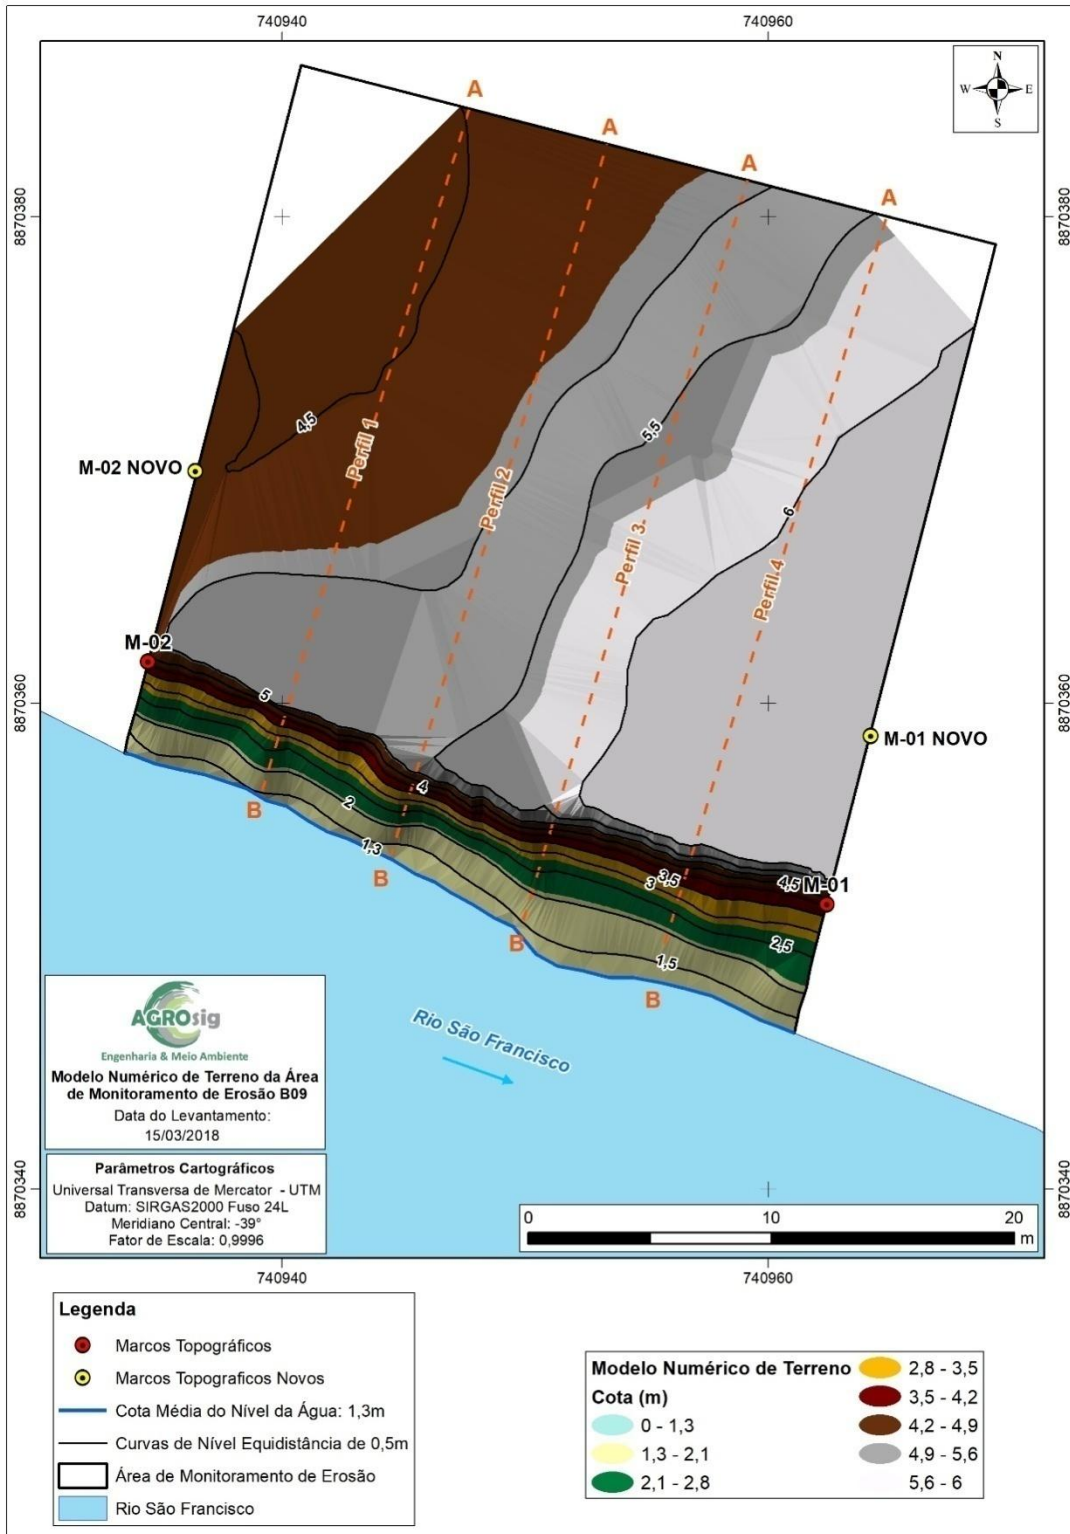 740940
740960
N
W
E
S
A
A
A
A
8870380
8870380
4,5
Perfil 1
5,5
M-02 NOVO
Perfil 2
6
Perfil 3
Perfil 4
M-02
5
8870360
8870360
M-01 NOVO
4
2
B
1,3
3,5
3
4,5
M-01
B
2,5
B
1,5
B
Rio São Francisco
AGROsig
Engenharia & Meio Ambiente
Modelo Numérico de Terreno da Área
de Monitoramento de Erosão B09
Data do Levantamento:
15/03/2018
Parâmetros Cartográficos
Universal Transversa de Mercator - UTM
Datum: SIRGAS2000 Fuso 24L
Meridiano Central: -39°
Fator de Escala: 0,9996
8870340
8870340
0
10
20
m
740940
740960
Legenda
Marcos Topográficos
Marcos Topograficos Novos
Cota Média do Nível da Água: 1,3m
Curvas de Nível Equidistância de 0,5m
Área de Monitoramento de Erosão
Rio São Francisco
Modelo Numérico de Terreno
Cota (m)
0 - 1,3
1,3 - 2,1
2,1 - 2,8
2,8 - 3,5
3,5 - 4,2
4,2 - 4,9
4,9 - 5,6
5,6 - 6